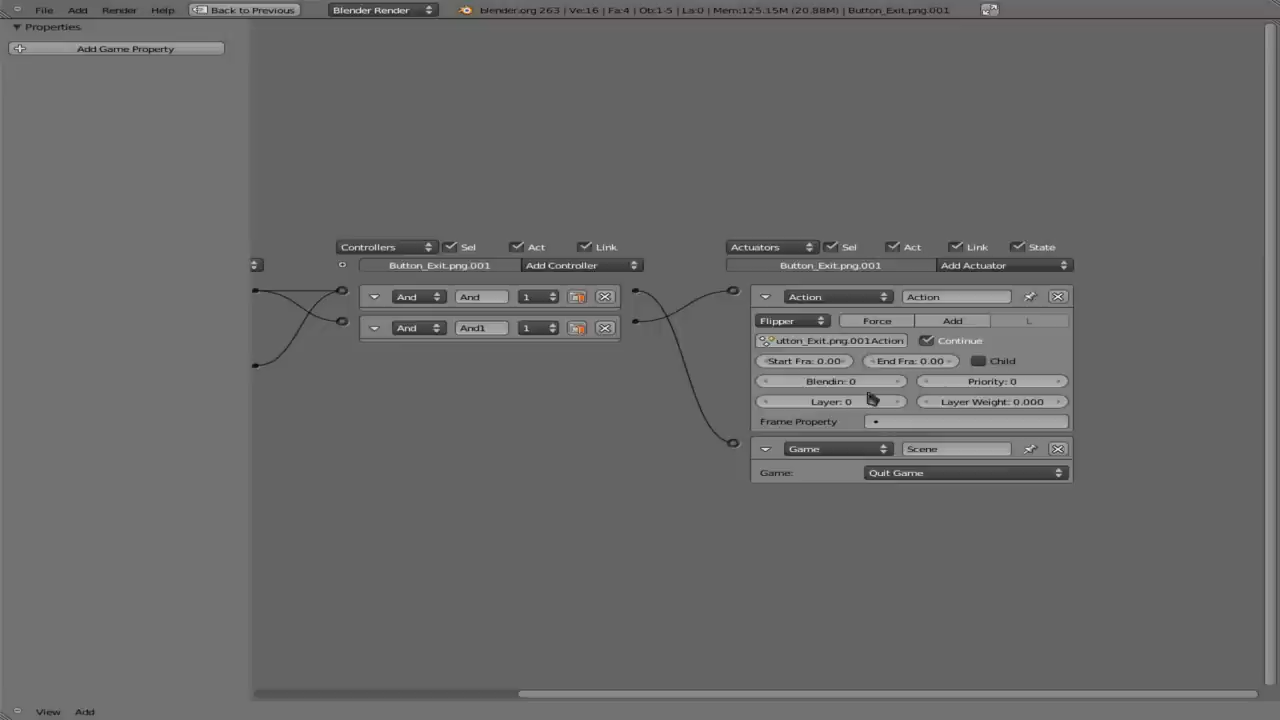 File Add Render Help Back to Previous Blender Render blender.org 263 | Ve:16 | Fa:4 | Ob:1-5 | La:0 | Mem:125.15M (20.88M) | Button_Exit.png.001
Properties
Add Game Property
Controllers Sel Act Link Actuators Sel Act Link State
Button_Exit.png.001 Add Controller Button_Exit.png.001 Add Actuator
And And 1 Action Action
Flipper Force Add L
And And1 1
utton_Exit.png.001Action Continue
Start Fra: 0.00 End Fra: 0.00 Child
Blendin: 0 Priority: 0
Layer: 0 Layer Weight: 0.000
Frame Property
Game Scene
Game: Quit Game
View Add